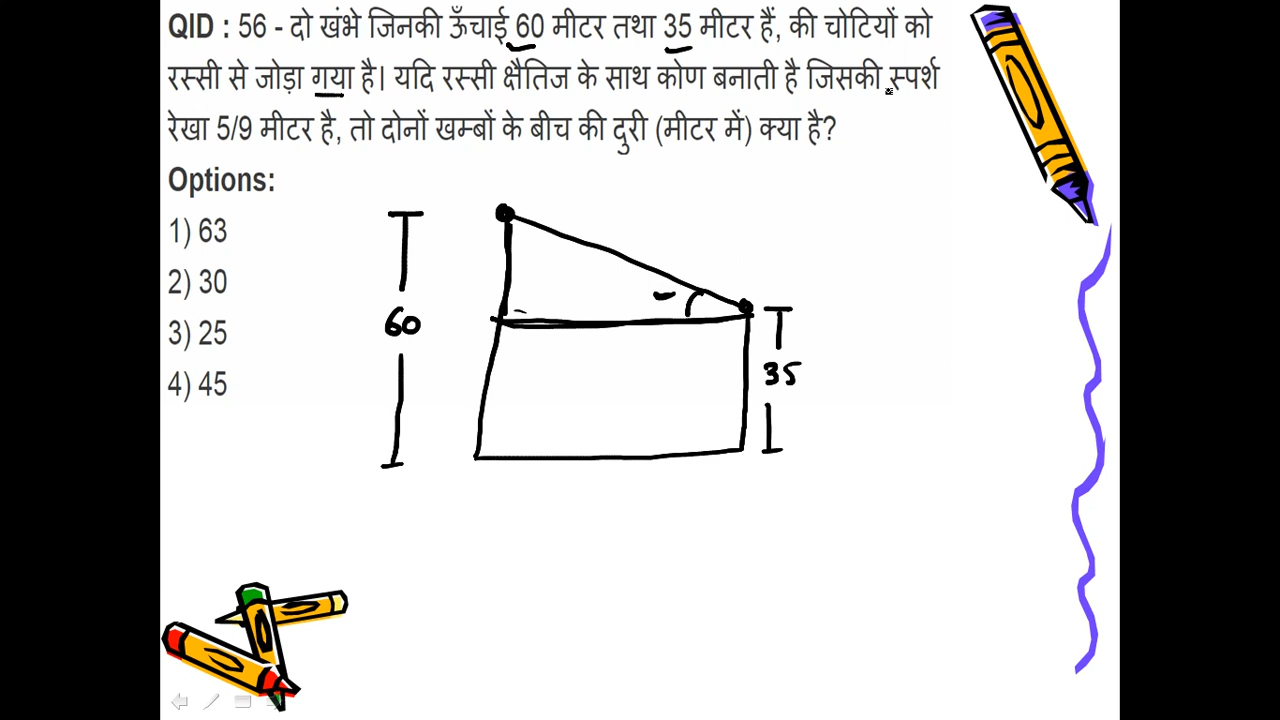 QID : 56 - दो खंभे जिनकी ऊँचाई 60 मीटर तथा 35 मीटर हैं, की चोटियों को
रस्सी से जोड़ा गया है। यदि रस्सी क्षैतिज के साथ कोण बनाती है जिसकी स्पर्श
रेखा 5/9 मीटर है, तो दोनों खम्बों के बीच की दुरी (मीटर में) क्या है?
Options:
1) 63
2) 30
3) 25
4) 45
60
35